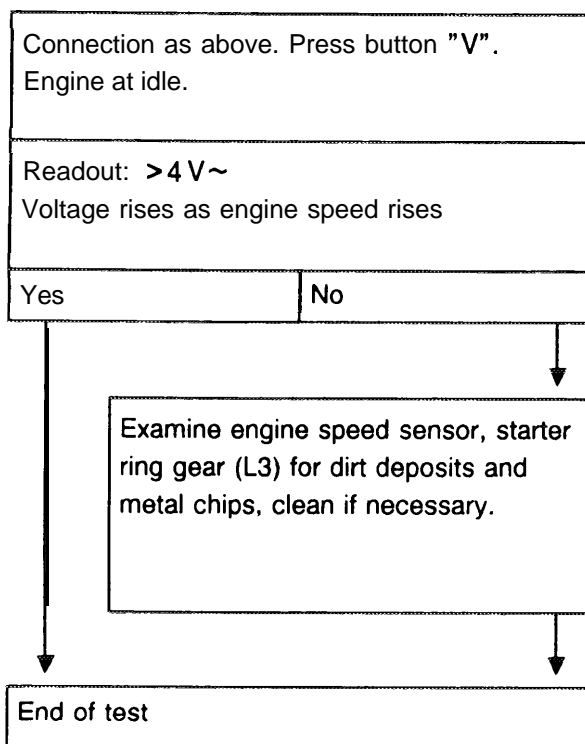 Connection as above. Press button "V".
Engine at idle.
Readout: >4 V~
Voltage rises as engine speed rises
Yes
No
Examine engine speed sensor, starter
ring gear (L3) for dirt deposits and
metal chips, clean if necessary.
End of test